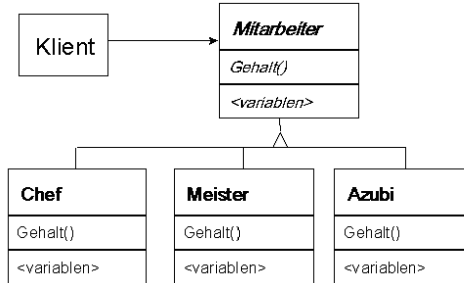 Klient
Mitarbeiter
Gehalt()
<variablen>
Chef
Gehalt()
<variablen>
Meister
Gehalt()
<variablen>
Azubi
Gehalt()
<variablen>